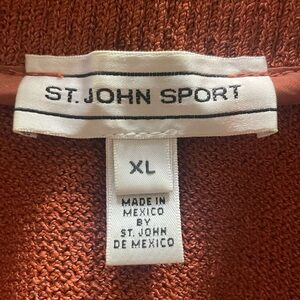 ST. JOHN SPORT
XL
MADE IN
MEXICO
BY
ST. JOHN
DE MEXICO